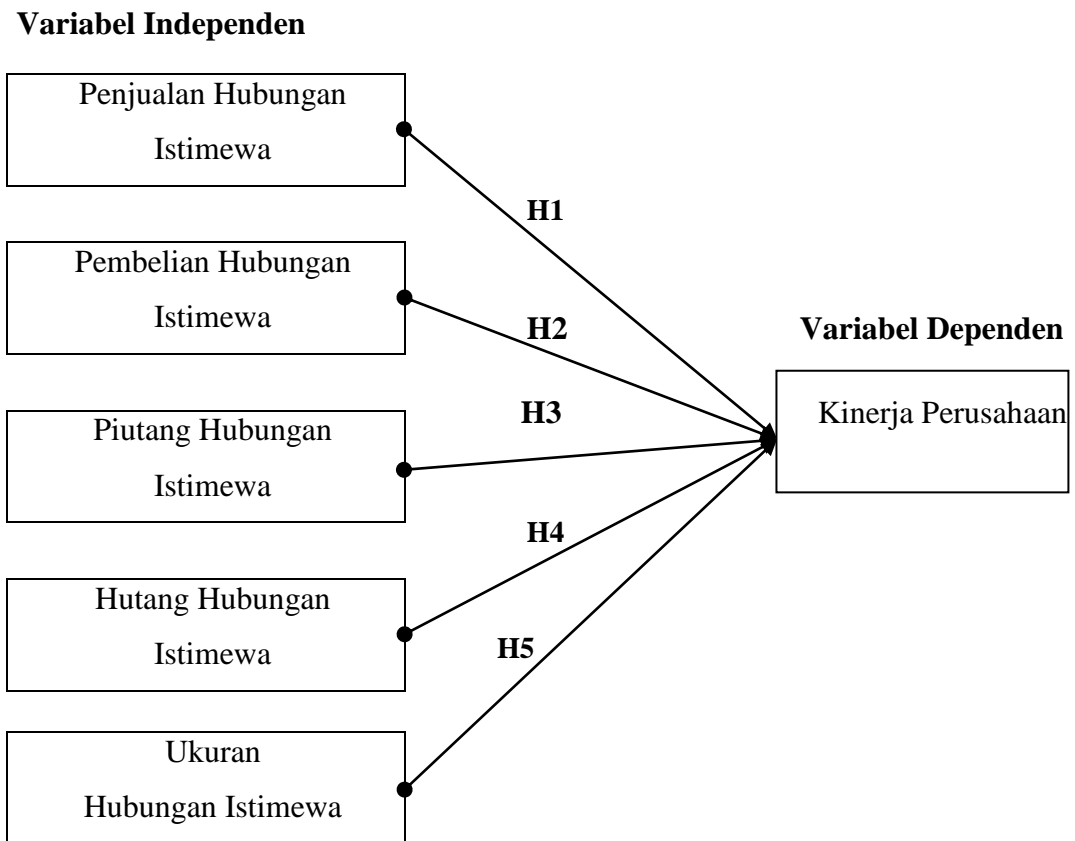 Variabel Independen
Penjualan Hubungan
Istimewa
H1
Pembelian Hubungan
Istimewa
H2
Variabel Dependen
Kinerja Perusahaan
H3
Piutang Hubungan
Istimewa
H4
Hutang Hubungan
Istimewa
H5
Ukuran
Hubungan Istimewa